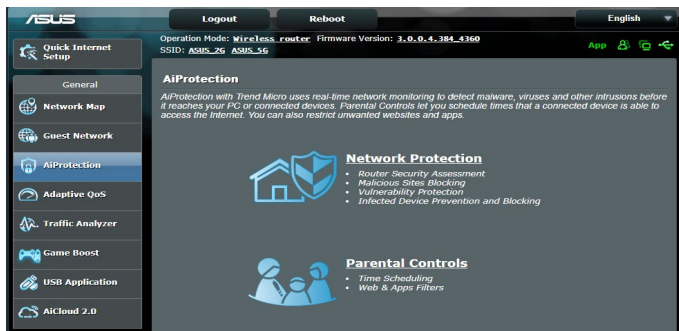 ASUS
Logout
Reboot
English
Quick Internet
Setup
Operation Mode: Wireless router Firmware Version: 3.0.0.4.384_4360
SSID: ASUS_2G ASUS_5G
App
General
Network Map
Guest Network
AiProtection
Adaptive QoS
Traffic Analyzer
Game Boost
USB Application
AiCloud 2.0
AiProtection
AiProtection with Trend Micro uses real-time network monitoring to detect malware, viruses and other intrusions before
it reaches your PC or connected devices. Parental Controls let you schedule times that a connected device is able to
access the Internet. You can also restrict unwanted websites and apps.
Network Protection
• Router Security Assessment
• Malicious Sites Blocking
• Vulnerability Protection
• Infected Device Prevention and Blocking
Parental Controls
• Time Scheduling
• Web & Apps Filters